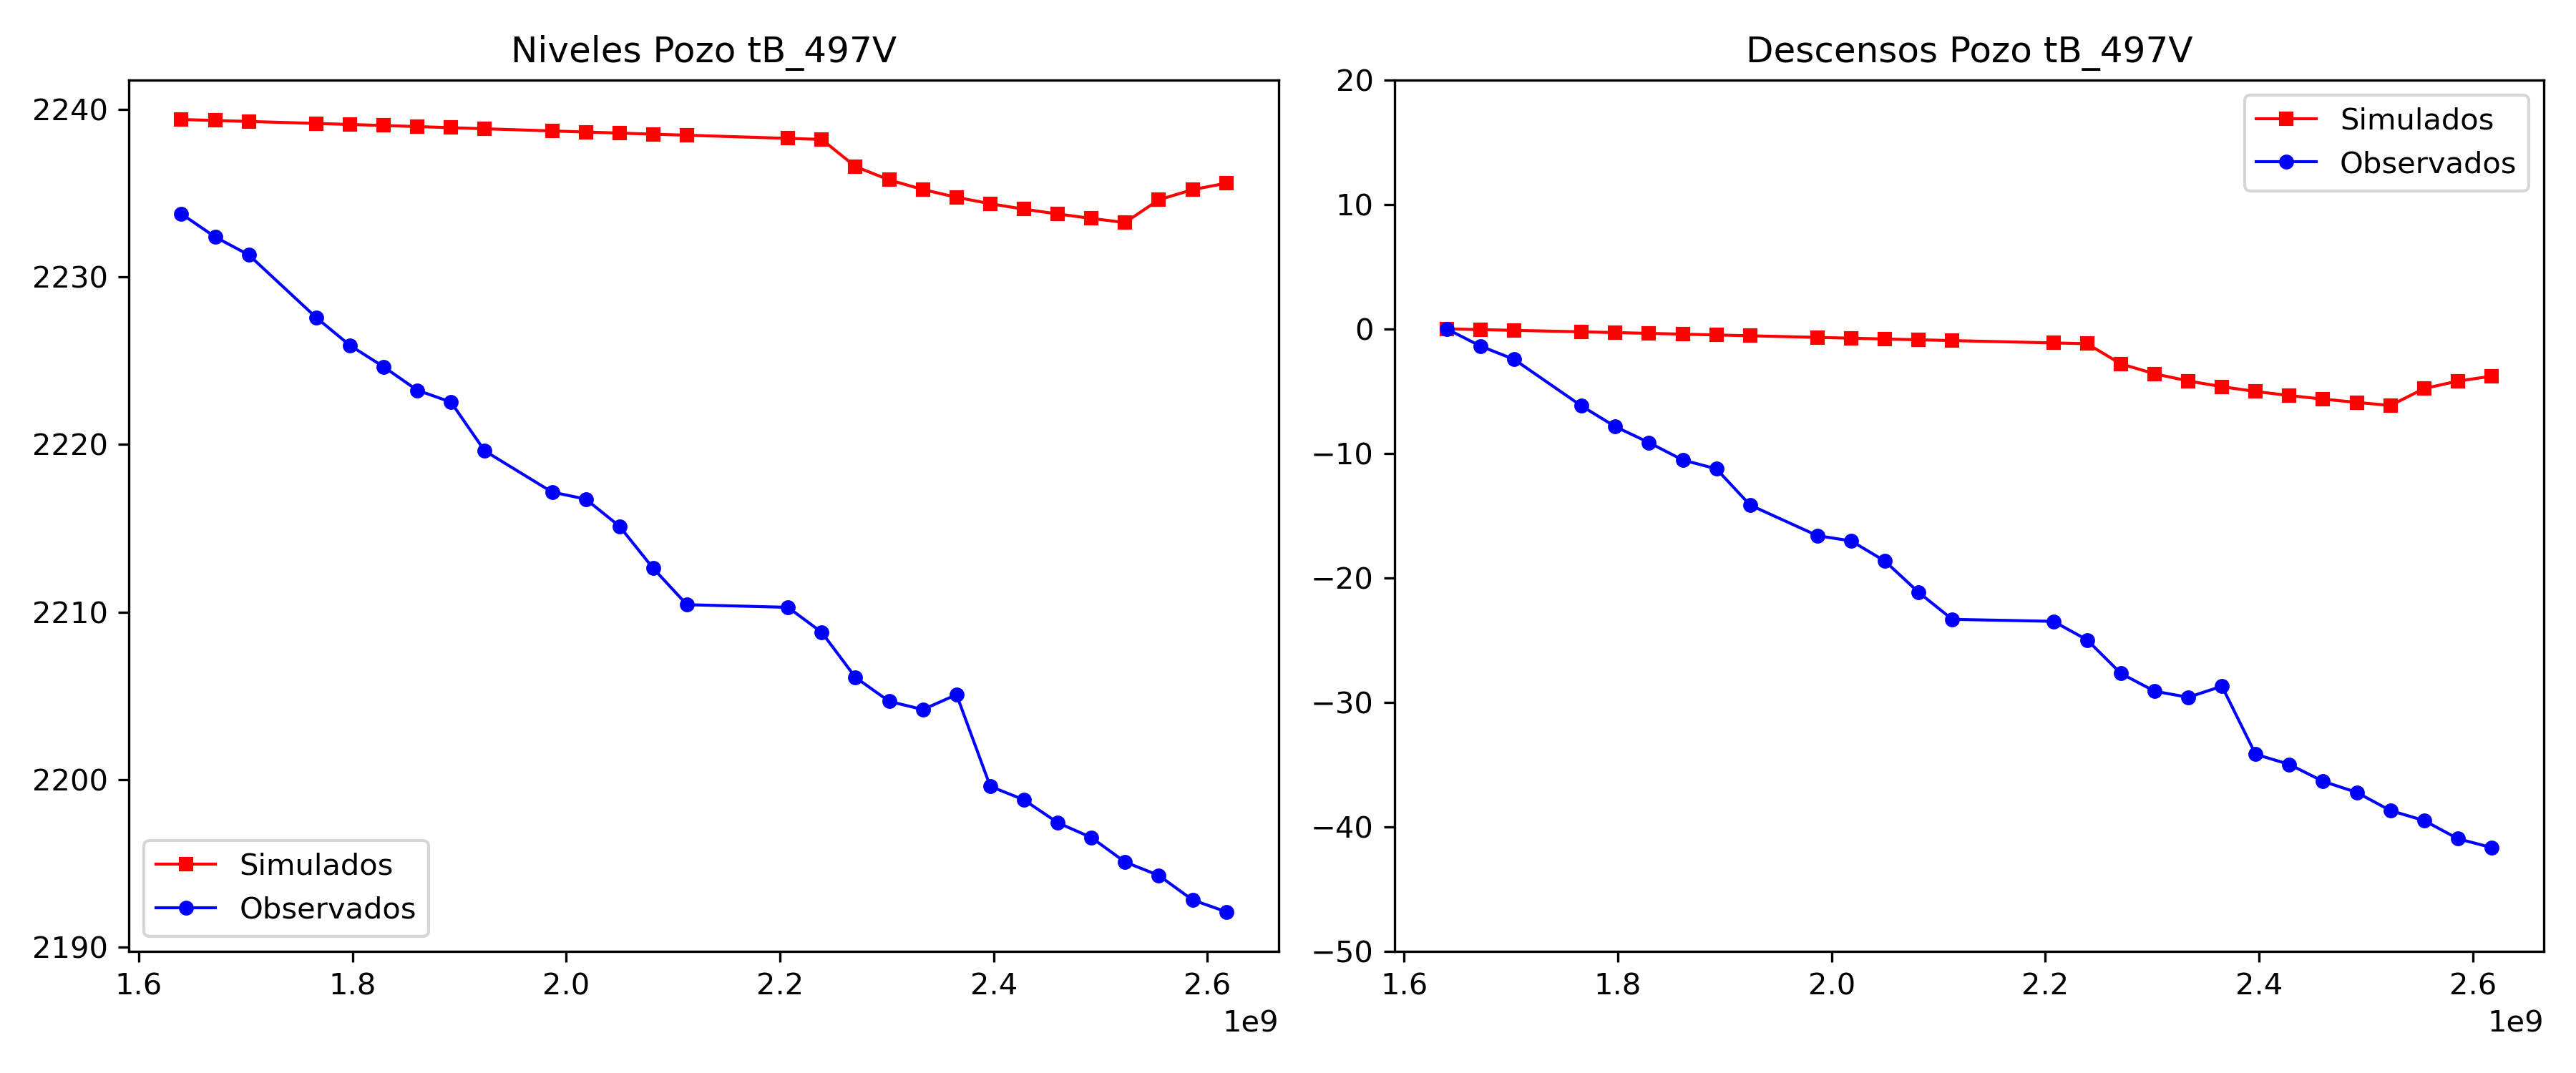 Niveles Pozo tB_497V
2240
2230
2220
2210
2200
2190
Simulados
Observados
1.6 1.8 2.0 2.2 2.4 2.6
1e9
Descensos Pozo tB_497V
20
10
0
−10
−20
−30
−40
−50
Simulados
Observados
1.6 1.8 2.0 2.2 2.4 2.6
1e9